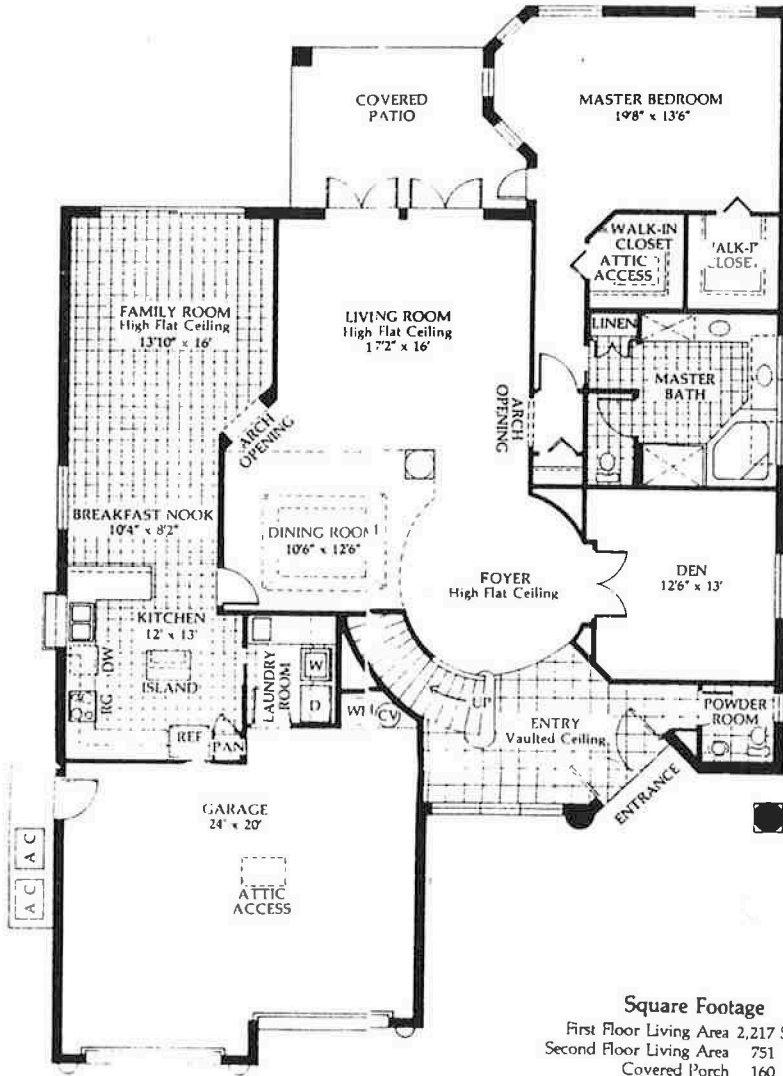 COVERED
PATIO
MASTER BEDROOM
19'8" x 13'6"
WALK-IN
CLOSET
ATTIC
ACCESS
ALK-I
LOSE
FAMILY ROOM
High Flat Ceiling
13'10" x 16'
LIVING ROOM
High Flat Ceiling
17'2" x 16'
LINEN
MASTER
BATH
ARCH
OPENING
ARCH
OPENING
BREAKFAST NOOK
10'4" x 8'2"
DINING ROOM
10'6" x 12'6"
FOYER
High Flat Ceiling
DEN
12'6" x 13'
KITCHEN
12' x 13'
DW
ISLAND
RG
REF
PAN
LAUNDRY
ROOM
W
D
CV
UP
ENTRY
Vaulted Ceiling
POWDER
ROOM
ENTRANCE
GARAGE
24' x 20'
A C
A C
ATTIC
ACCESS
Square Footage
First Floor Living Area 2,217 S
Second Floor Living Area 751
Covered Porch 160